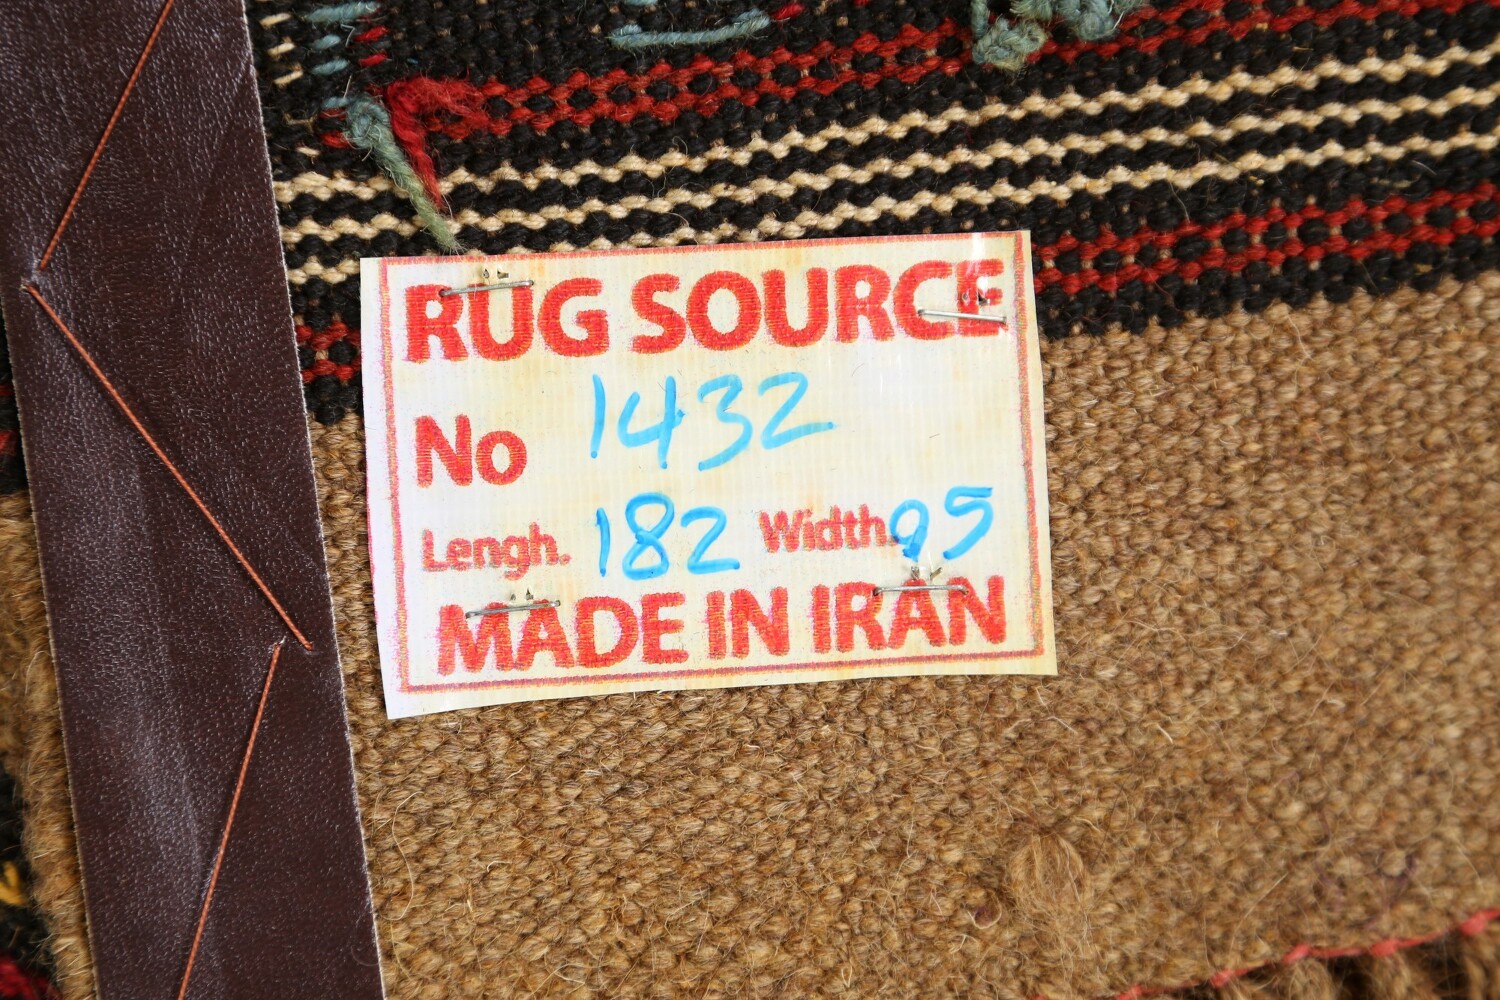 RUG SOURCE
No 1432
Lengh. 182 Width. 95
MADE IN IRAN